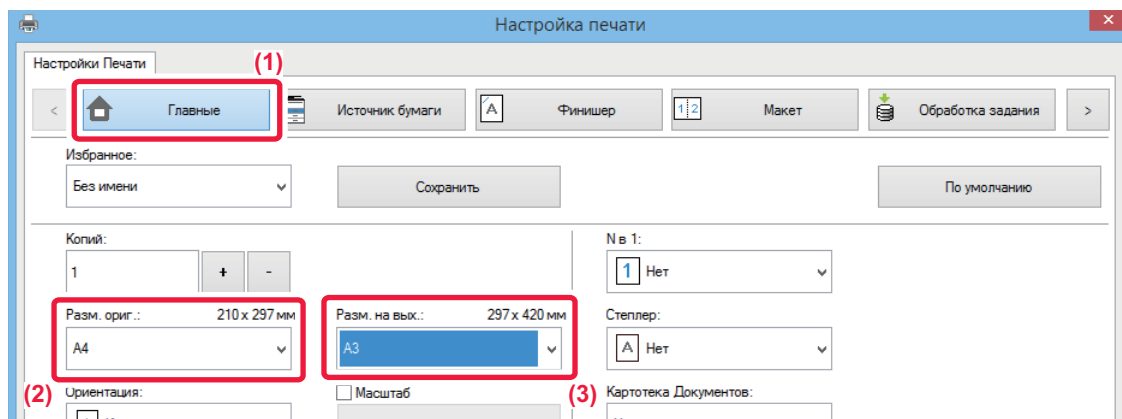 Настройка печати
Настройки Печати
(1)
< Главные Источник бумаги Финишер Макет Обработка задания >
Избранное:
Без имени Сохранить По умолчанию
Копий: N в 1:
1 + - 1 Нет
Разм. ориг.: 210 x 297 мм Разм. на вых.: 297 x 420 мм Степлер:
A4 A3 Нет
(2) Ориентация: Масштаб (3) Картотека Документов: